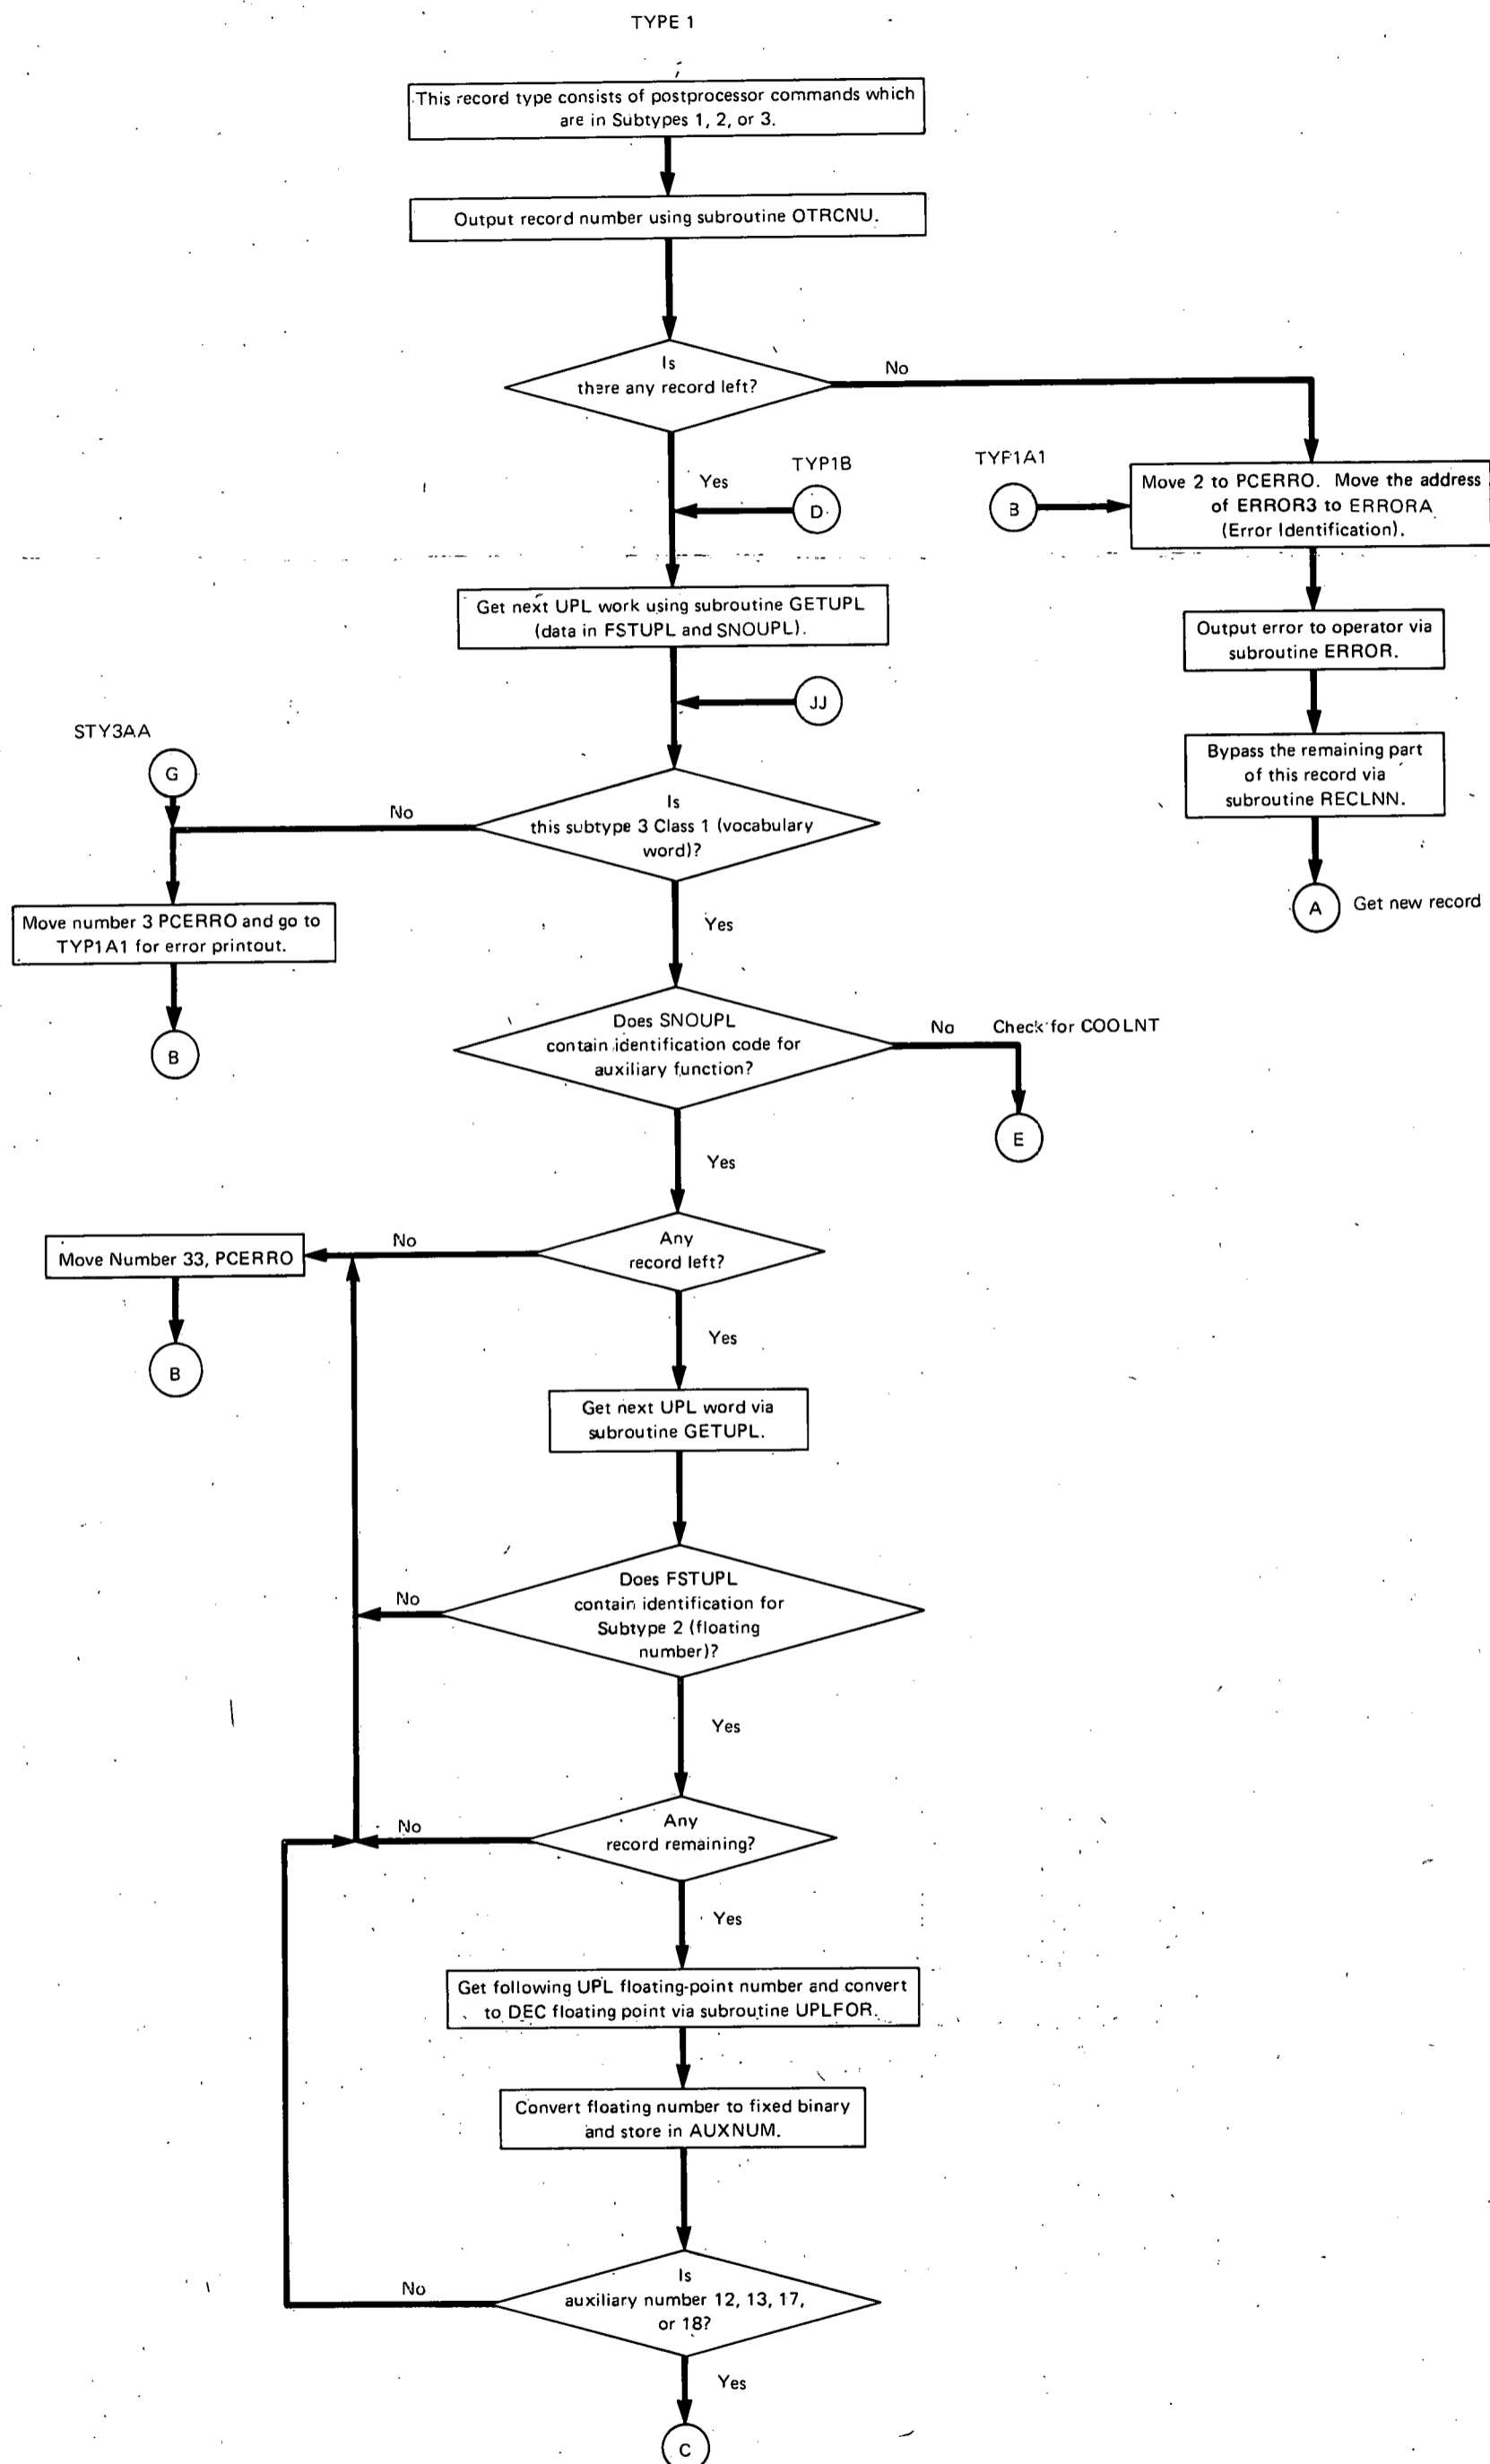 TYPE 1
This record type consists of postprocessor commands which
are in Subtypes 1, 2, or 3.
Output record number using subroutine OTRCNU.
Is
there any record left?
No
Yes
TYP1B
D
TYP1A1
B
Move 2 to PCERRO. Move the address
of ERROR3 to ERRORA
(Error Identification).
Get next UPL work using subroutine GETUPL
(data in FSTUPL and SNOUPL).
Output error to operator via
subroutine ERROR.
JJ
Bypass the remaining part
of this record via
subroutine RECLNN.
A
Get new record
STY3AA
G
No
Is
this subtype 3 Class 1 (vocabulary
word)?
Yes
Move number 3 PCERRO and go to
TYP1A1 for error printout.
B
Does SNOUPL
contain identification code for
auxiliary function?
No
Check for COOLNT
E
Yes
Any
record left?
No
Move Number 33, PCERRO
B
Yes
Get next UPL word via
subroutine GETUPL.
Does FSTUPL
contain identification for
Subtype 2 (floating
number)?
No
Yes
Any
record remaining?
No
Yes
Get following UPL floating-point number and convert
to DEC floating point via subroutine UPLFOR.
Convert floating number to fixed binary
and store in AUXNUM.
Is
auxiliary number 12, 13, 17,
or 18?
No
Yes
C